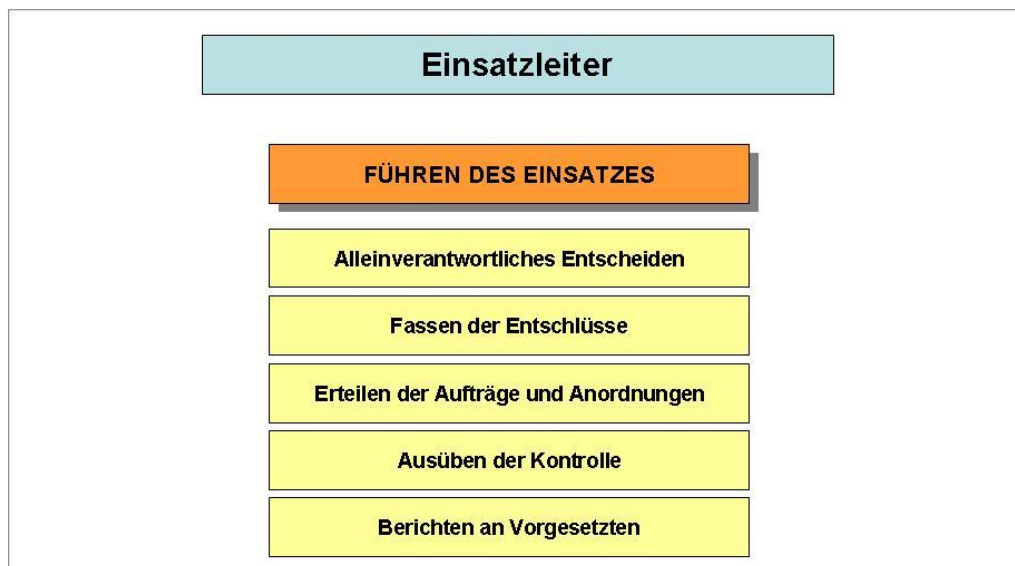 Einsatzleiter
FÜHREN DES EINSATZES
Alleinverantwortliches Entscheiden
Fassen der Entschlüsse
Erteilen der Aufträge und Anordnungen
Ausüben der Kontrolle
Berichten an Vorgesetzten